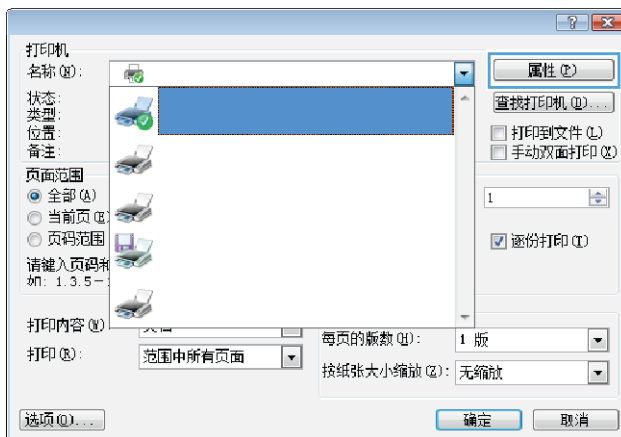 打印机
名称(N):
属性(P)
状态:
类型:
位置:
备注:
查找打印机(D)...
打印到文件(L)
手动双面打印(X)
页面范围
全部(A)
当前页(E)
页码范围
1
逐份打印(T)
请键入页码和
如: 1.3.5-
打印内容(W)
打印(R):
范围中所有页面
每页的版数(H):
1 版
按纸张大小缩放(Z):
无缩放
选项(O)...
确定
取消